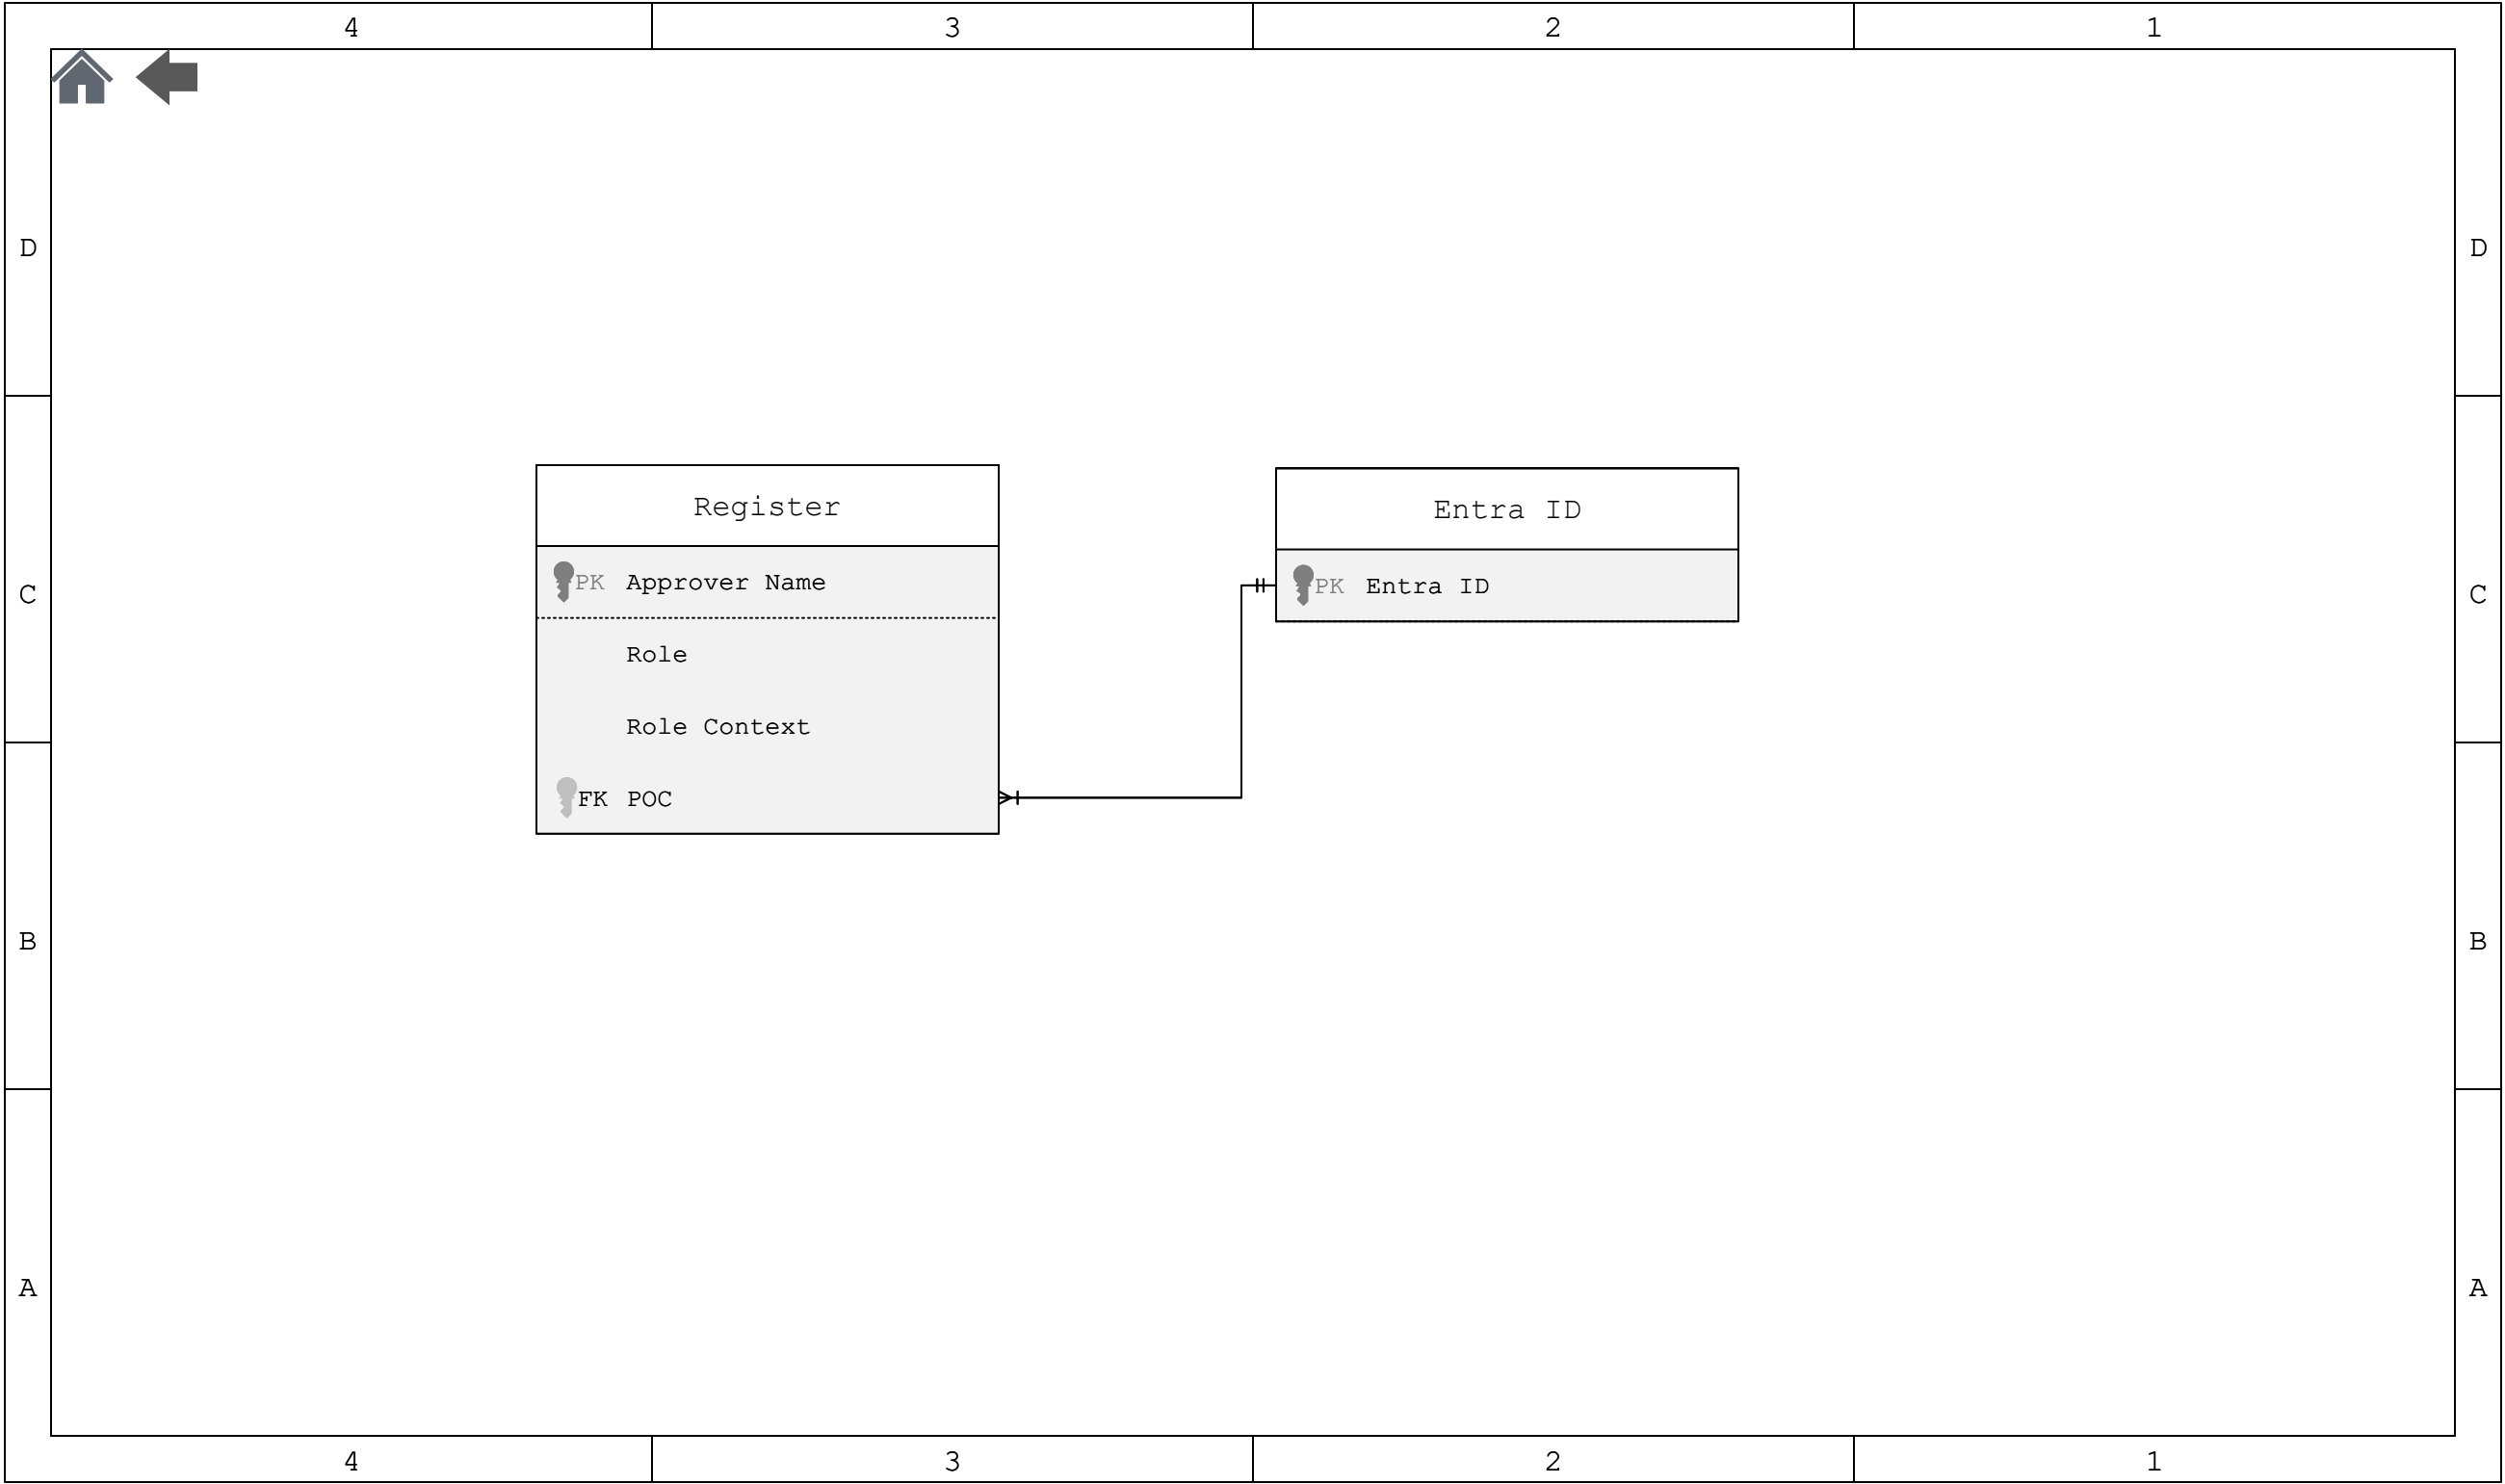 4 3 2 1
D D
Register Entra ID
PK Approver Name PK Entra ID
C C
Role
Role Context
FK POC
B B
A A
4 3 2 1